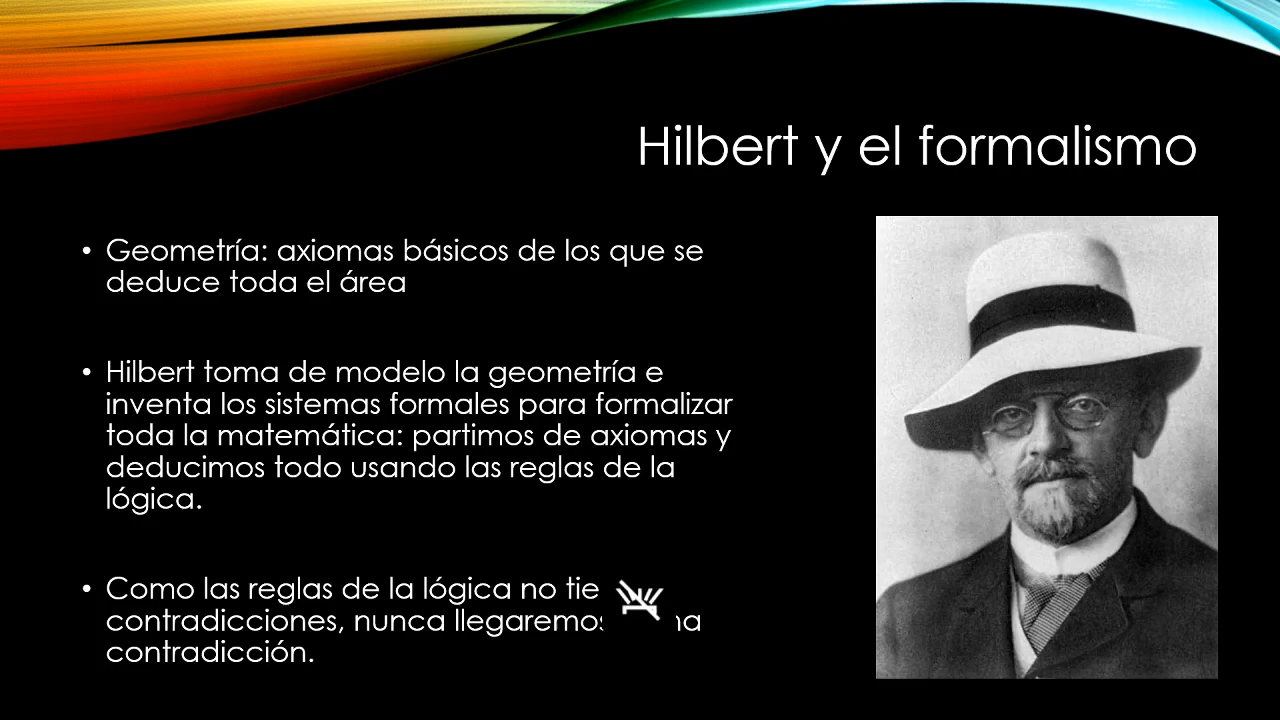 Hilbert y el formalismo
• Geometría: axiomas básicos de los que se
deduce toda el área
• Hilbert toma de modelo la geometría e
inventa los sistemas formales para formalizar
toda la matemática: partimos de axiomas y
deducimos todo usando las reglas de la
lógica.
• Como las reglas de la lógica no
contradicciones, nunca llegaremos
contradicción.